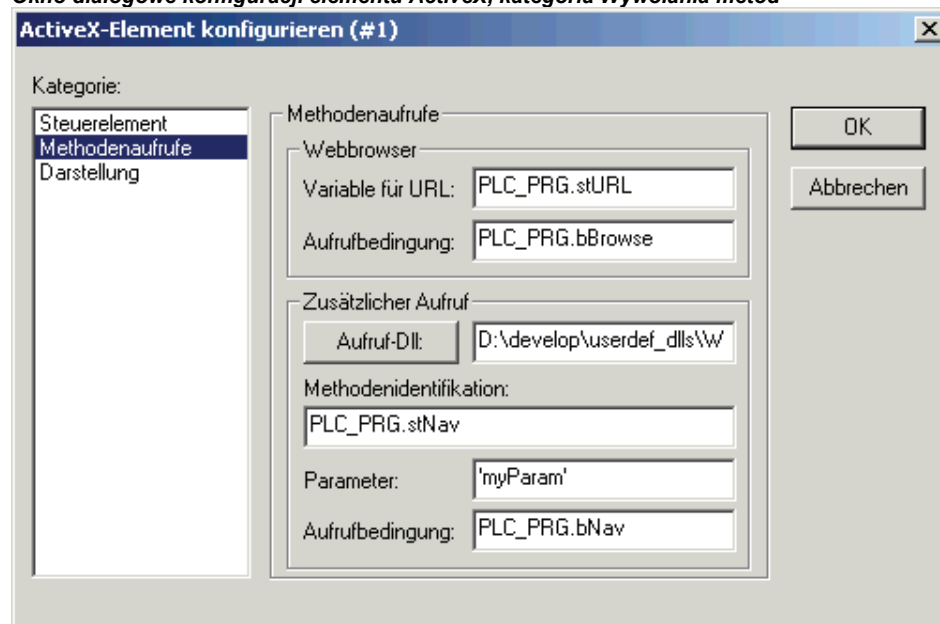 Okno dialogowe konfiguracji elementu ActiveX, kategoria Wywołania metod
ActiveX-Element konfigurieren (#1)
Kategorie:
Steuerelement
Methodenaufrufe
Darstellung
Methodenaufrufe
Webbrowser
Variable für URL: PLC_PRG.stURL
Aufrufbedingung: PLC_PRG.bBrowse
Zusätzlicher Aufruf
Aufruf-Dll: D:\develop\userdef_dlls\W
Methodenidentifikation:
PLC_PRG.stNav
Parameter: 'myParam'
Aufrufbedingung: PLC_PRG.bNav
OK
Abbrechen